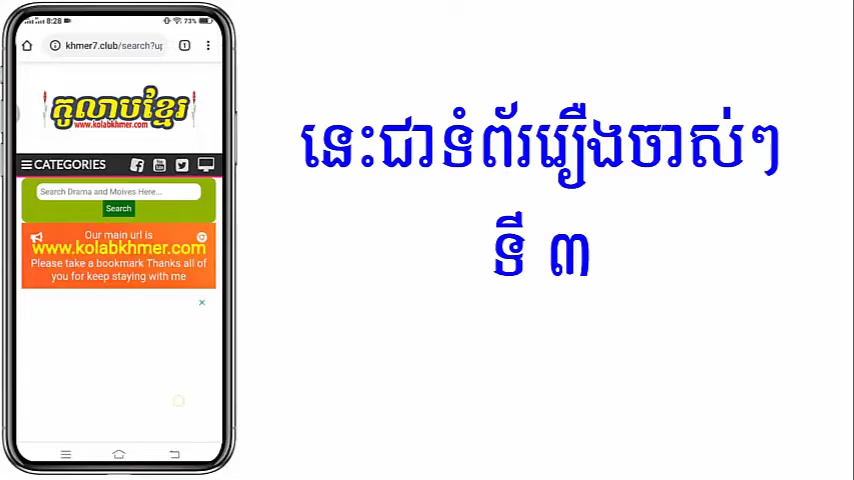 8:28
73%
khmer7.club/search?up
1
កូលាបខ្មែរ
www.kolabkhmer.com
CATEGORIES
Search Drama and Moives Here...
Search
Our main url is
www.kolabkhmer.com
Please take a bookmark Thanks all of
you for keep staying with me
នេះជាទំព័ររឿងចាស់ៗ
ទី ៣